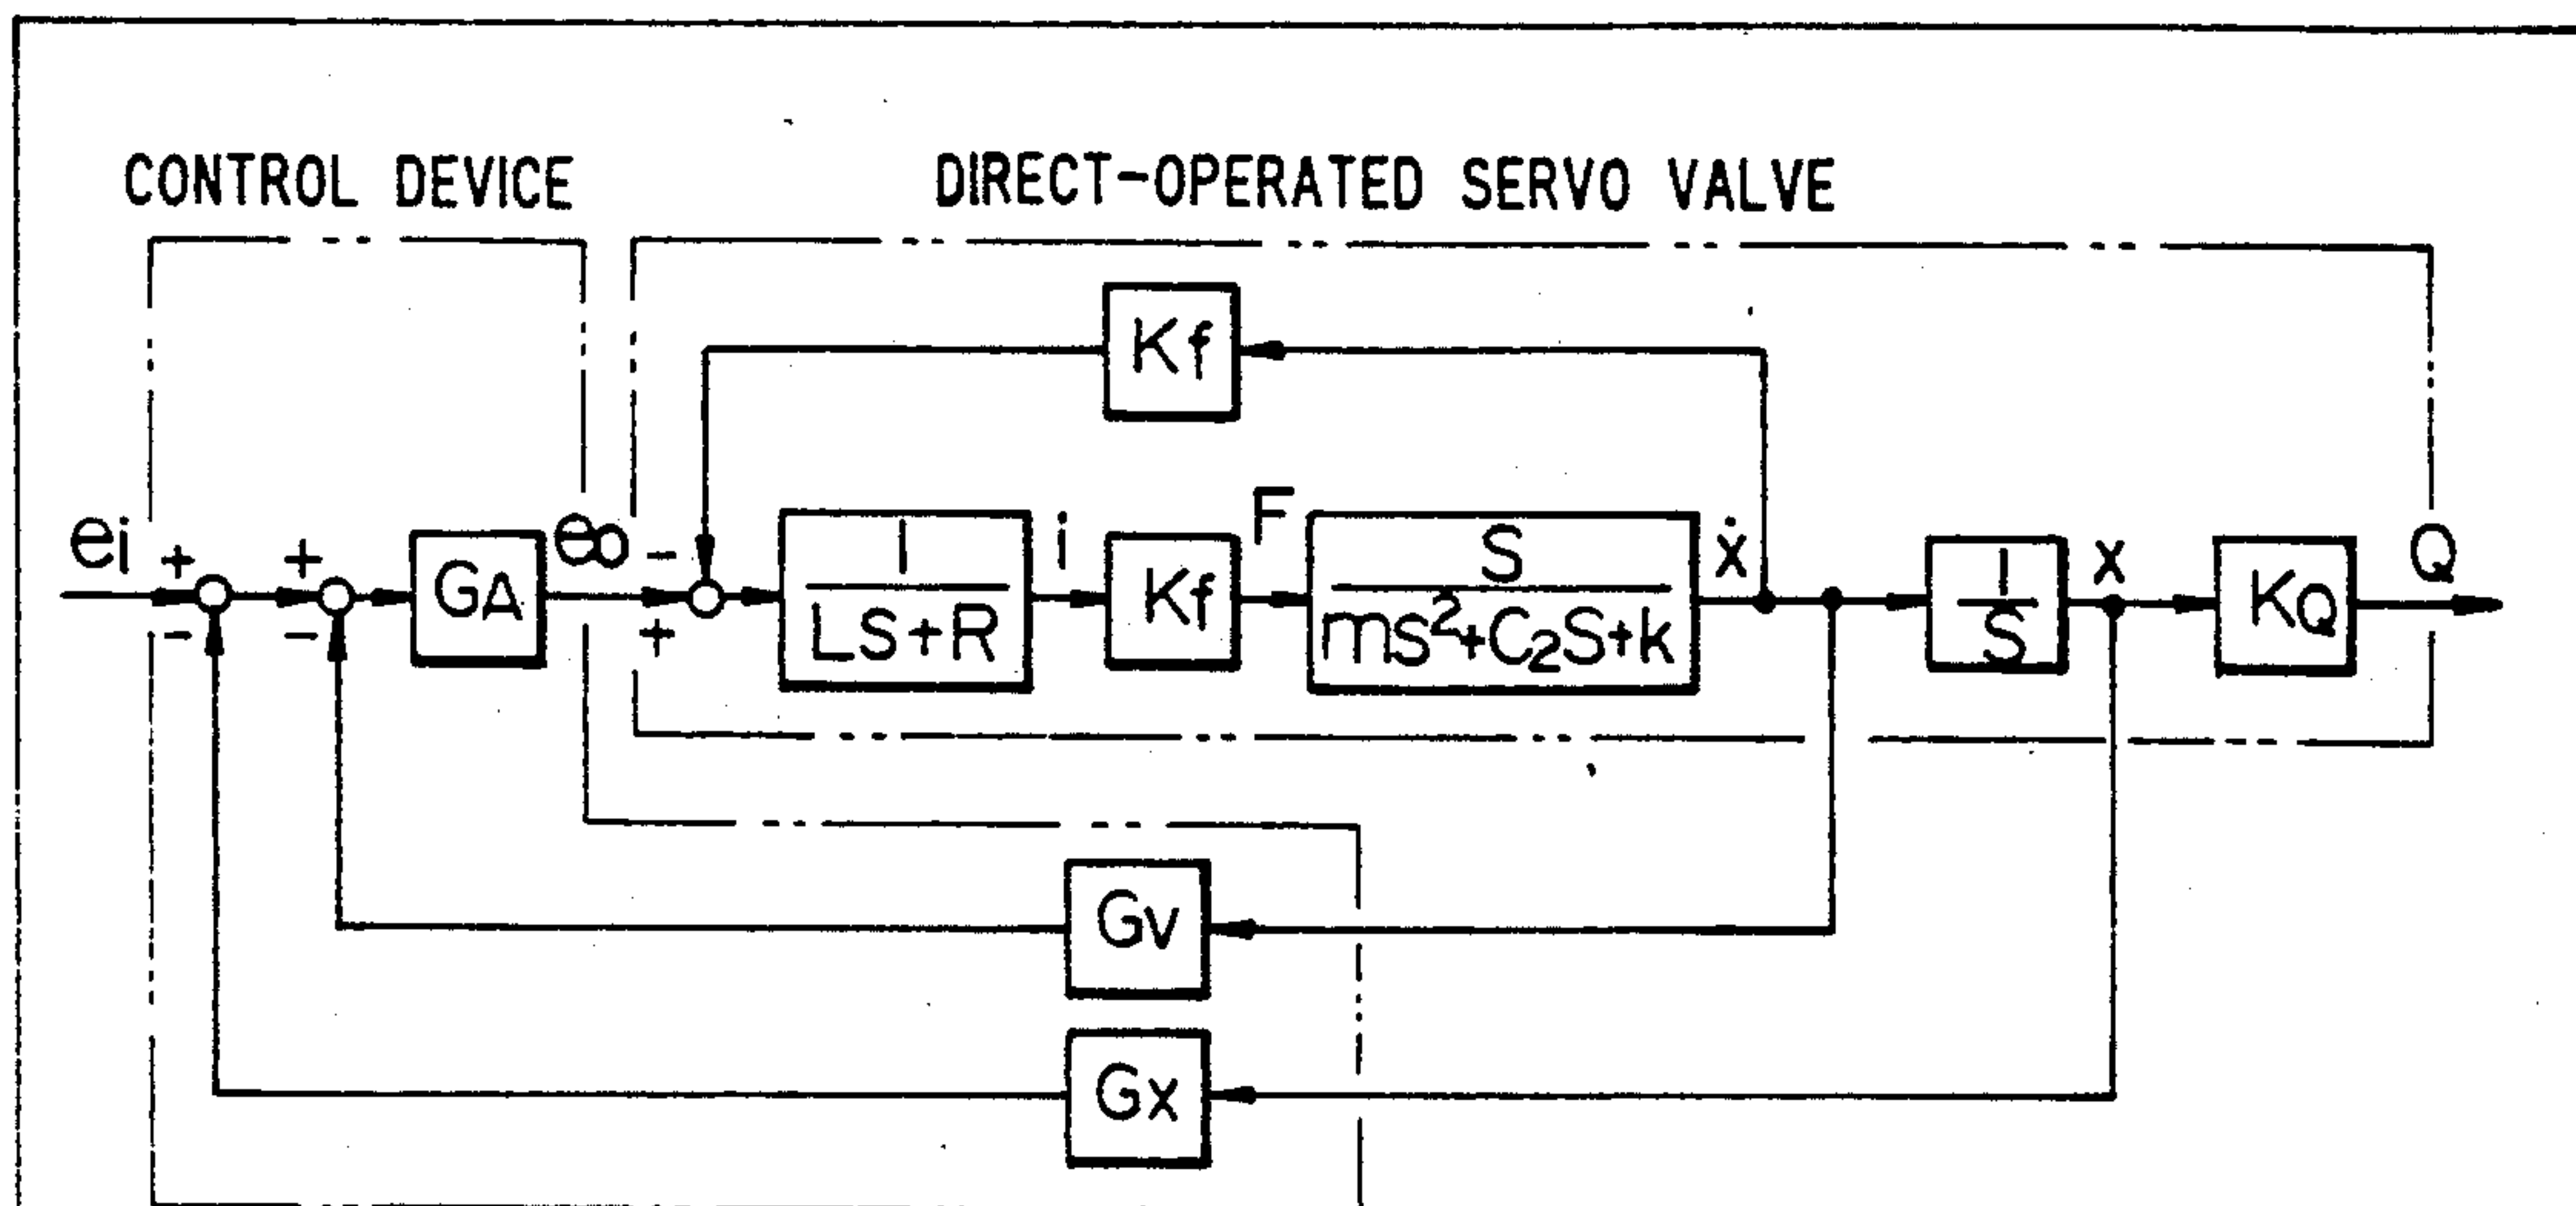 CONTROL DEVICE
DIRECT-OPERATED SERVO VALVE
Kf
ei
+
-
+
-
GA
eo
-
+
1
LS+R
i
Kf
F
S
mS²+C₂S+k
ẋ
1
S
x
KQ
Q
Gv
Gx